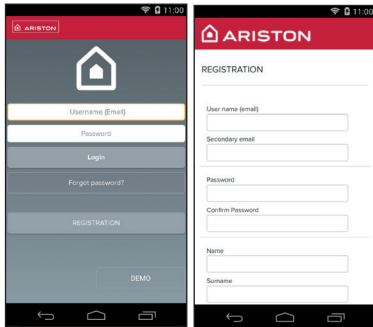 11:00
ARISTON
Username (Email)
Password
Login
Forgot password?
REGISTRATION
DEMO
11:00
ARISTON
REGISTRATION
User name (email)
Secondary email
Password
Confirm Password
Name
Surname